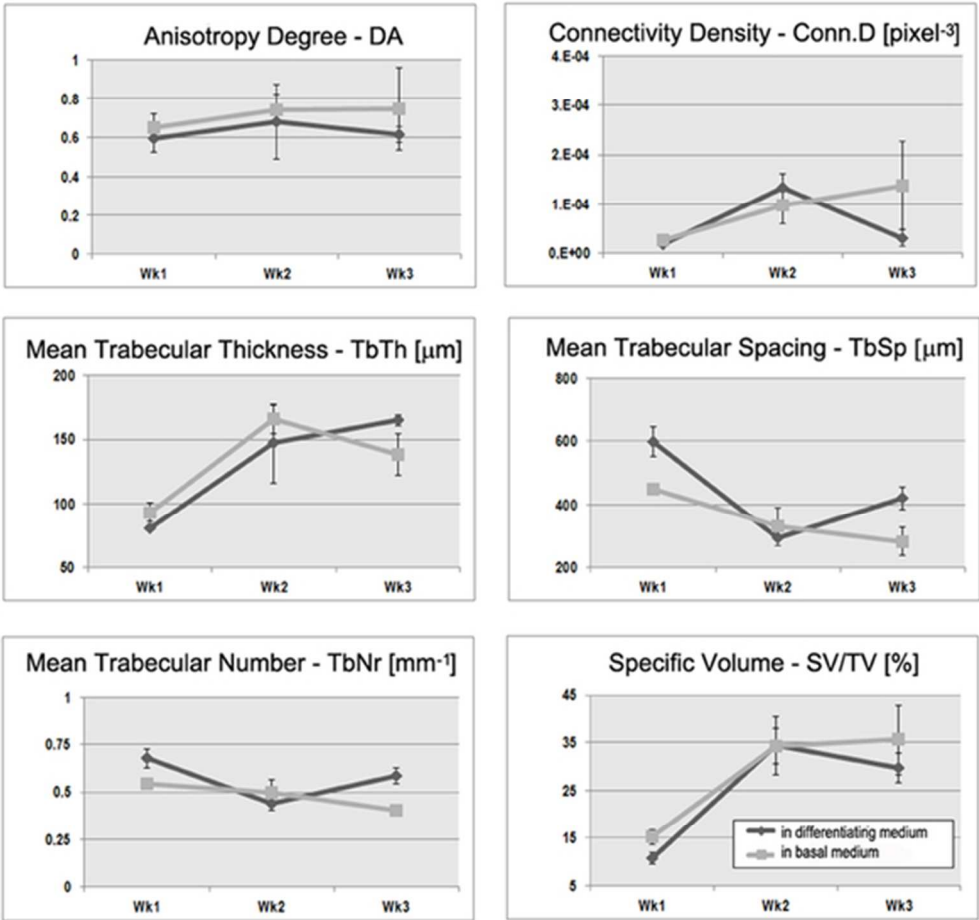 Anisotropy Degree - DA
1
0.8
0.6
0.4
0.2
0
Wk1 Wk2 Wk3
Connectivity Density - Conn.D [pixel-3]
4.E-04
3.E-04
2.E-04
1.E-04
0.E+00
Wk1 Wk2 Wk3
Mean Trabecular Thickness - TbTh [μm]
200
150
100
50
Wk1 Wk2 Wk3
Mean Trabecular Spacing - TbSp [μm]
800
600
400
200
Wk1 Wk2 Wk3
Mean Trabecular Number - TbNr [mm-1]
1
0.75
0.5
0.25
0
Wk1 Wk2 Wk3
Specific Volume - SV/TV [%]
45
35
25
15
5
in differentiating medium
in basal medium
Wk1 Wk2 Wk3